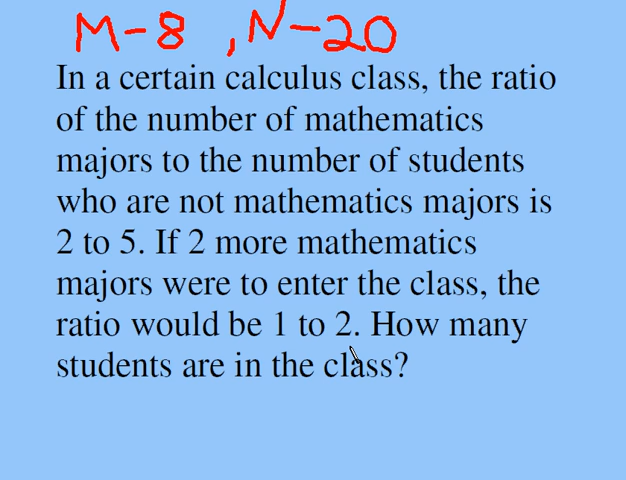 M-8 , N-20
In a certain calculus class, the ratio
of the number of mathematics
majors to the number of students
who are not mathematics majors is
2 to 5. If 2 more mathematics
majors were to enter the class, the
ratio would be 1 to 2. How many
students are in the class?